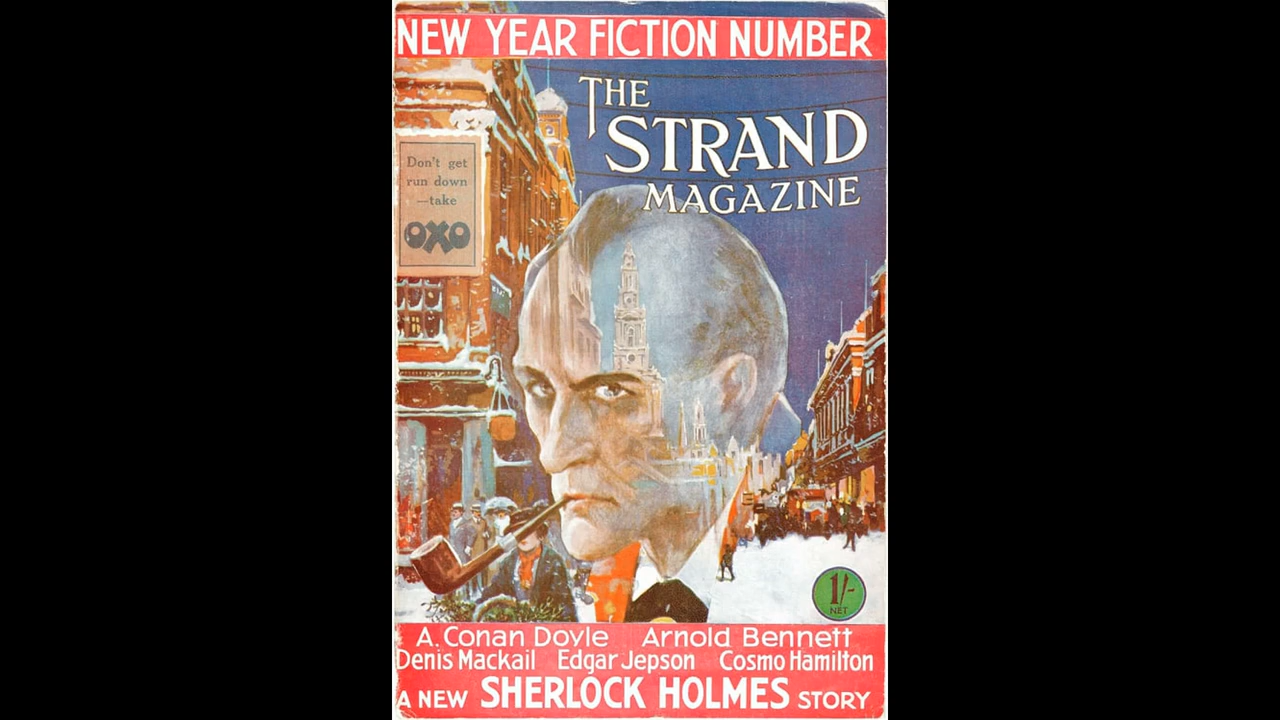 NEW YEAR FICTION NUMBER
THE
STRAND
MAGAZINE
Don't get
run down
—take
OXO
1/-
NET
A. Conan Doyle Arnold Bennett
Denis Mackail Edgar Jepson Cosmo Hamilton
A NEW SHERLOCK HOLMES STORY